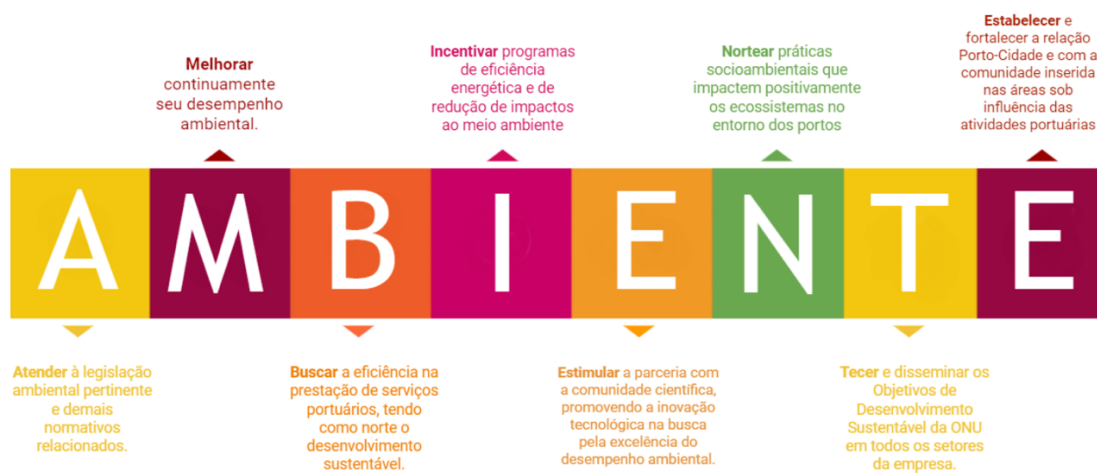 Melhorar
continuamente
seu desempenho
ambiental.
Incentivar programas
de eficiência
energética e de
redução de impactos
ao meio ambiente
Nortear práticas
socioambientais que
impactem positivamente
os ecossistemas no
entorno dos portos
Estabelecer e
fortalecer a relação
Porto-Cidade e com a
comunidade inserida
nas áreas sob
influência das
atividades portuárias
AMBIENTE
Atender à legislação
ambiental pertinente
e demais
normativos
relacionados.
Buscar a eficiência na
prestação de serviços
portuários, tendo
como norte o
desenvolvimento
sustentável.
Estimular a parceria com
a comunidade científica,
promovendo a inovação
tecnológica na busca
pela excelência do
desempenho ambiental.
Tecer e disseminar os
Objetivos de
Desenvolvimento
Sustentável da ONU
em todos os setores
da empresa.